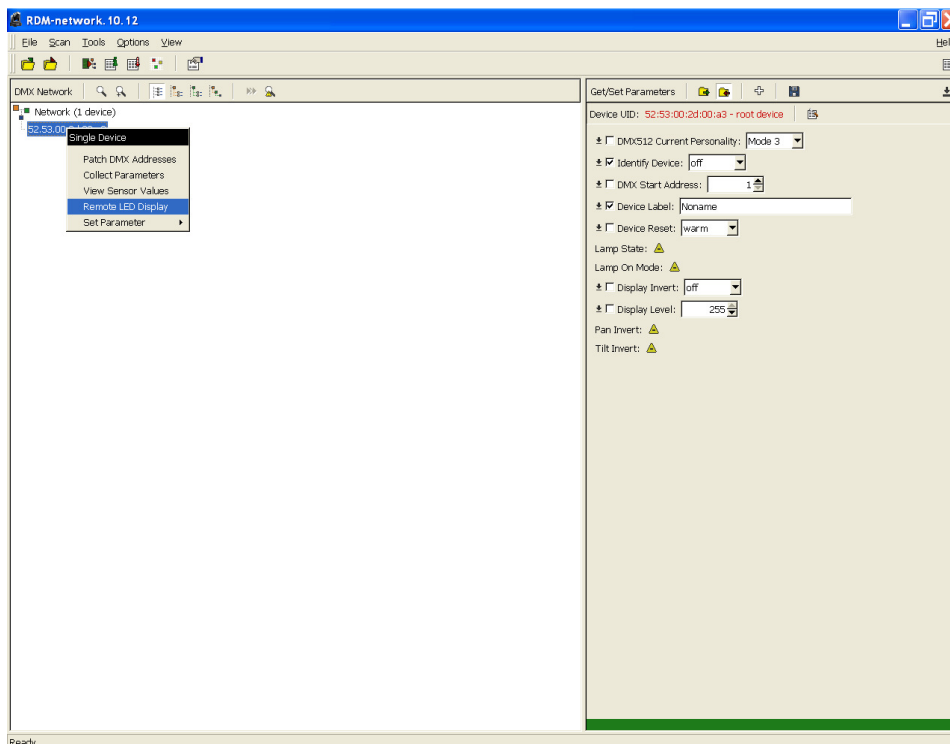 RDM-network.10.12
File Scan Tools Options View
DMX Network
Get/Set Parameters
Network (1 device)
Device UID: 52:53:00:2d:00:a3 - root device
Single Device
Patch DMX Addresses
Collect Parameters
View Sensor Values
Remote LED Display
Set Parameter
DMX512 Current Personality: Mode 3
Identify Device: off
DMX Start Address: 1
Device Label: Noname
Device Reset: warm
Lamp State:
Lamp On Mode:
Display Invert: off
Display Level: 255
Pan Invert:
Tilt Invert:
Ready